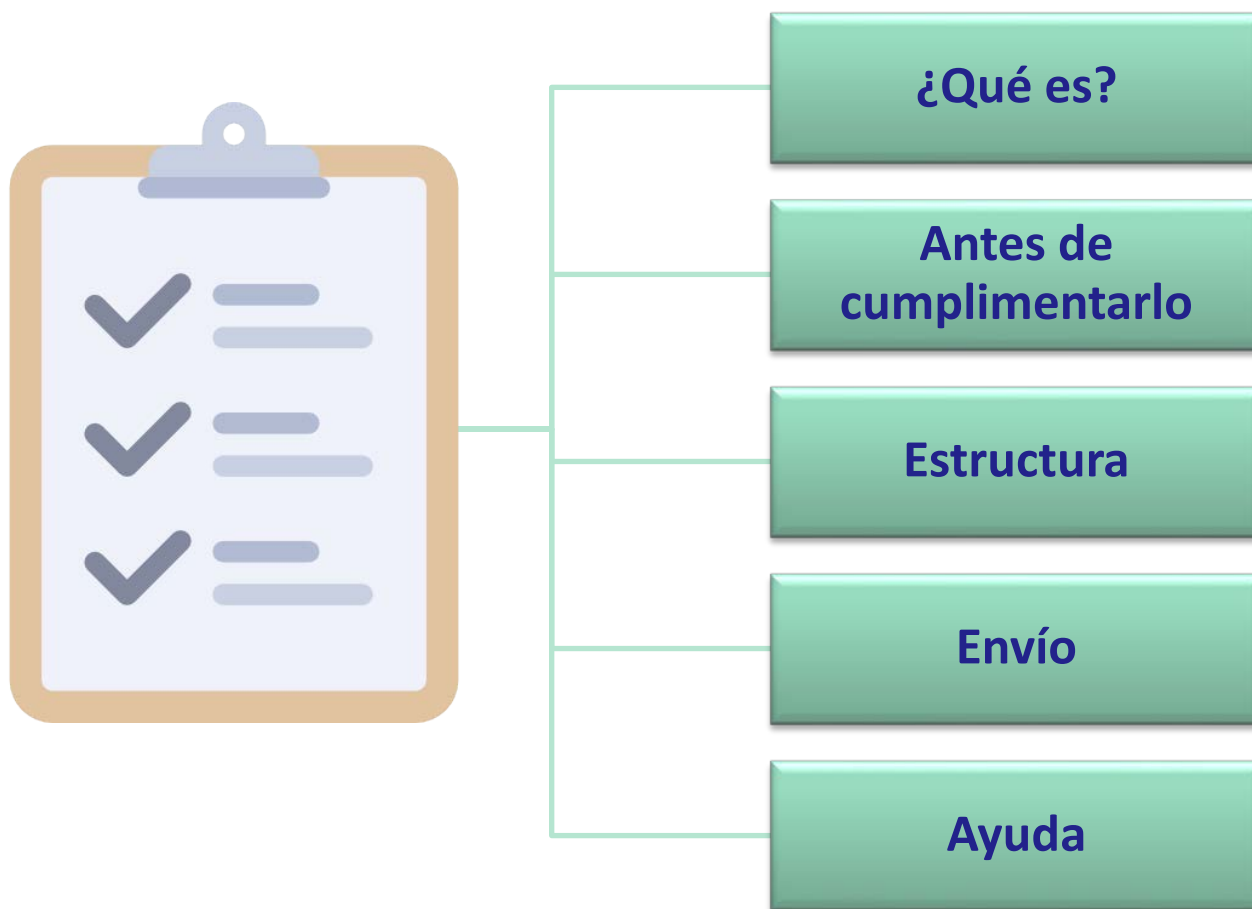 ¿Qué es?
Antes de
cumplimentarlo
Estructura
Envío
Ayuda